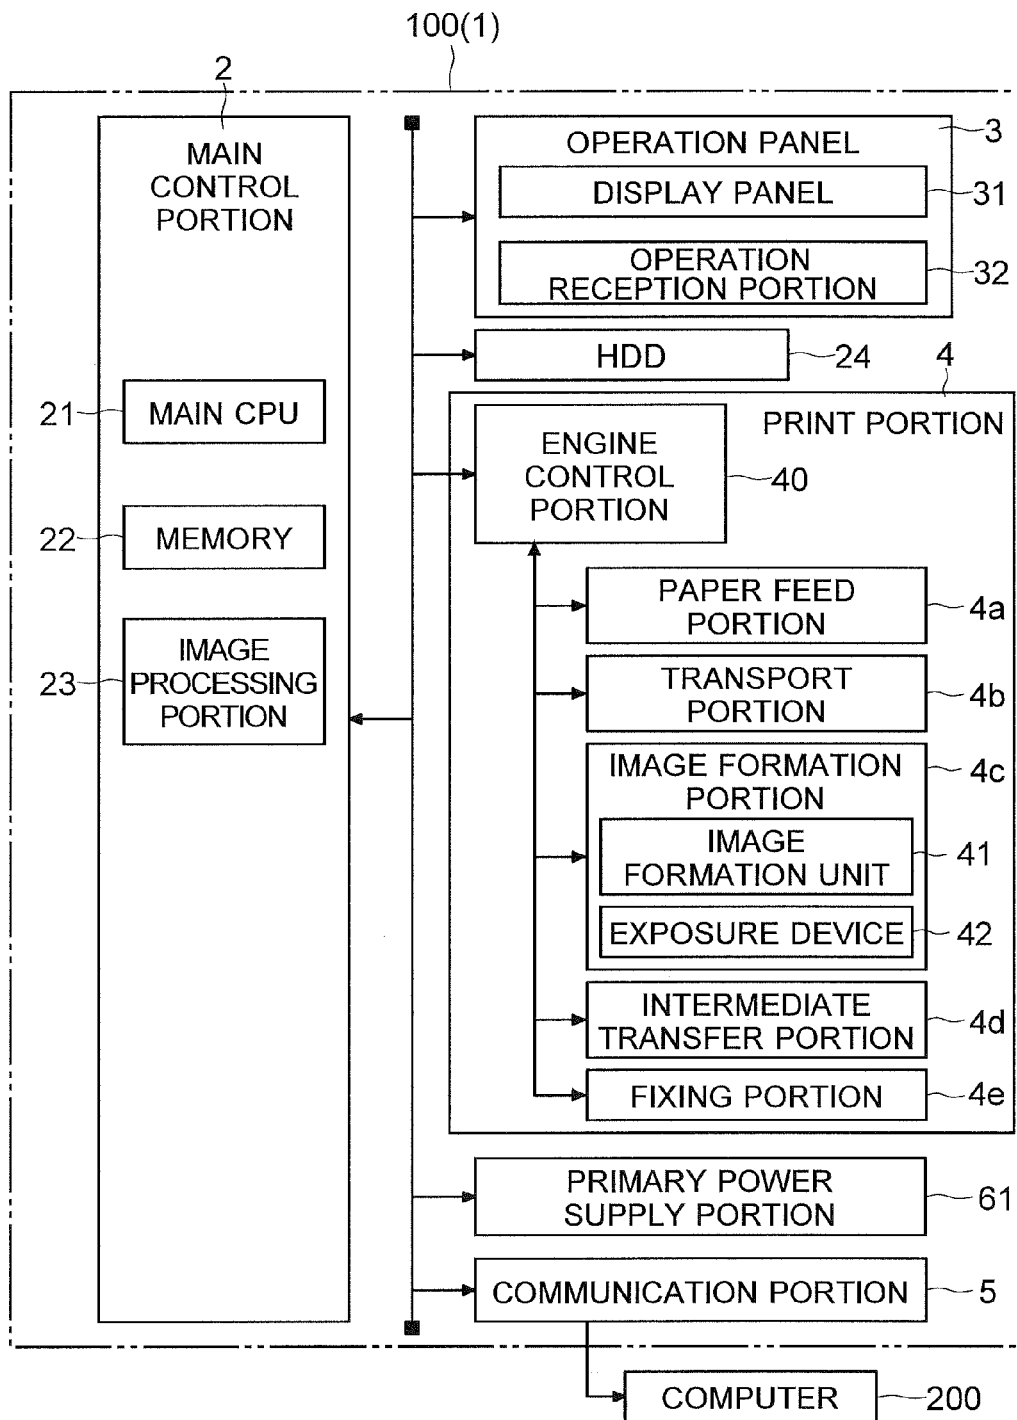 100(1)
2
MAIN
CONTROL
PORTION
21
MAIN CPU
22
MEMORY
23
IMAGE
PROCESSING
PORTION
OPERATION PANEL
3
DISPLAY PANEL
31
OPERATION
RECEPTION PORTION
32
HDD
24
4
PRINT PORTION
ENGINE
CONTROL
PORTION
40
PAPER FEED
PORTION
4a
TRANSPORT
PORTION
4b
IMAGE FORMATION
PORTION
4c
IMAGE
FORMATION UNIT
41
EXPOSURE DEVICE
42
INTERMEDIATE
TRANSFER PORTION
4d
FIXING PORTION
4e
PRIMARY POWER
SUPPLY PORTION
61
COMMUNICATION PORTION
5
COMPUTER
200